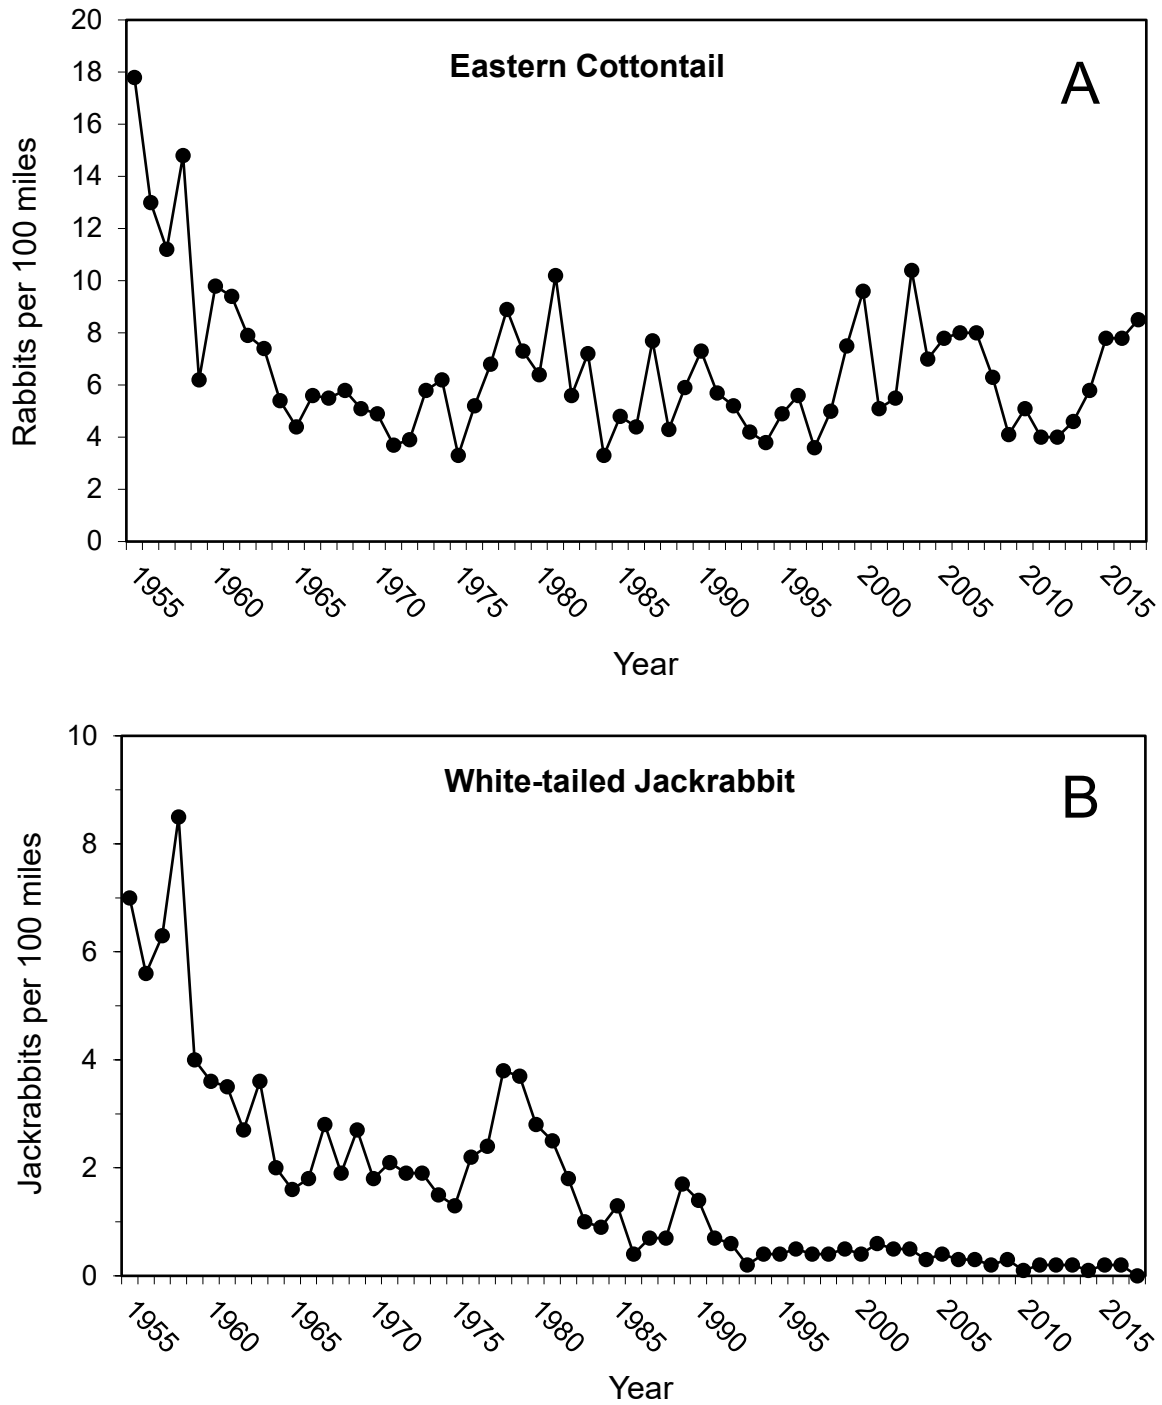 20
Eastern Cottontail
A
18
16
14
12
10
8
6
4
2
0
Rabbits per 100 miles
1955 1960 1965 1970 1975 1980 1985 1990 1995 2000 2005 2010 2015
Year
10
White-tailed Jackrabbit
B
8
6
4
2
0
Jackrabbits per 100 miles
1955 1960 1965 1970 1975 1980 1985 1990 1995 2000 2005 2010 2015
Year